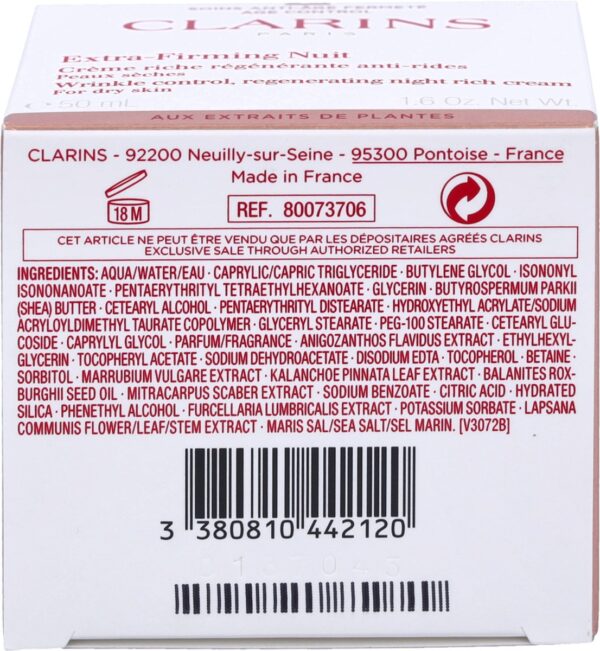 SOINS ANTI-ÂGE FERMETÉ
AGE CONTROL
CLARINS
PARIS
Extra-Firming Nuit
Crème riche régénérante anti-rides
Peaux sèches
Wrinkle control, regenerating night rich cream
For dry skin
50 mL 1.6 Oz. Net Wt.
AUX EXTRAITS DE PLANTES
CLARINS - 92200 Neuilly-sur-Seine • 95300 Pontoise - France
Made in France
18 M
REF. 80073706
CET ARTICLE NE PEUT ÊTRE VENDU QUE PAR LES DÉPOSITAIRES AGRÉÉS CLARINS
EXCLUSIVE SALE THROUGH AUTHORIZED RETAILERS
INGREDIENTS: AQUA/WATER/EAU · CAPRYLIC/CAPRIC TRIGLYCERIDE · BUTYLENE GLYCOL · ISONONYL
ISONONANOATE · PENTAERYTHRITYL TETRAETHYLHEXANOATE · GLYCERIN · BUTYROSPERMUM PARKII
(SHEA) BUTTER · CETEARYL ALCOHOL · PENTAERYTHRITYL DISTEARATE · HYDROXYETHYL ACRYLATE/SODIUM
ACRYLOYLDIMETHYL TAURATE COPOLYMER · GLYCERYL STEARATE · PEG-100 STEARATE · CETEARYL GLU-
COSIDE · CAPRYLYL GLYCOL · PARFUM/FRAGRANCE · ANIGOZANTHOS FLAVIDUS EXTRACT · ETHYLHEXYL-
GLYCERIN · TOCOPHERYL ACETATE · SODIUM DEHYDROACETATE · DISODIUM EDTA · TOCOPHEROL · BETAINE ·
SORBITOL · MARRUBIUM VULGARE EXTRACT · KALANCHOE PINNATA LEAF EXTRACT · BALANITES ROX-
BURGHII SEED OIL · MITRACARPUS SCABER EXTRACT · SODIUM BENZOATE · CITRIC ACID · HYDRATED
SILICA · PHENETHYL ALCOHOL · FURCELLARIA LUMBRICALIS EXTRACT · POTASSIUM SORBATE · LAPSANA
COMMUNIS FLOWER/LEAF/STEM EXTRACT · MARIS SAL/SEA SALT/SEL MARIN. [V3072B]
3 380810 442120